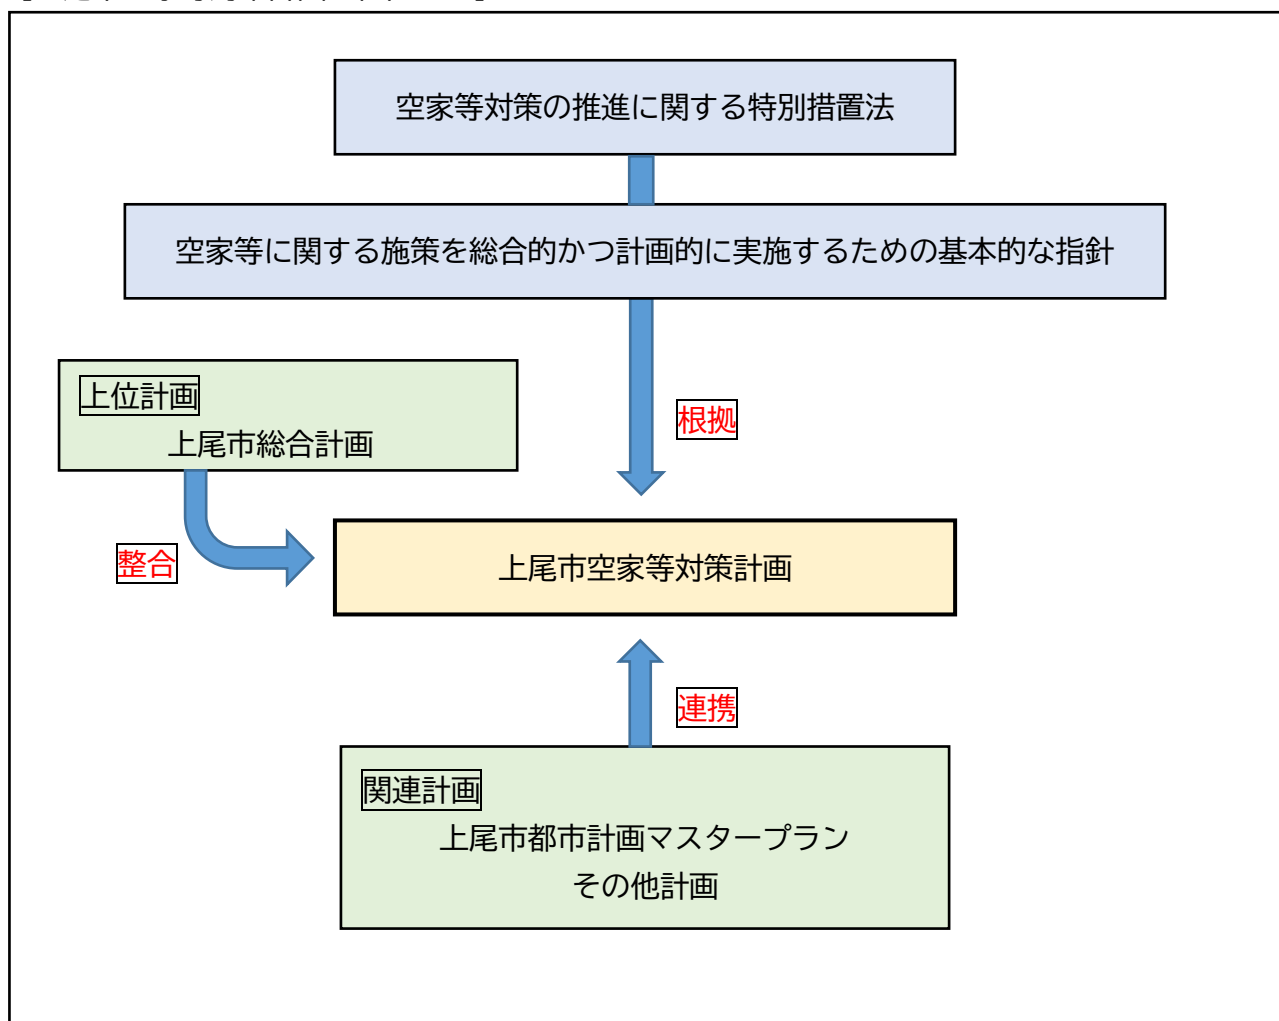 空家等対策の推進に関する特別措置法
空家等に関する施策を総合的かつ計画的に実施するための基本的な指針
上位計画
上尾市総合計画
根拠
整合
上尾市空家等対策計画
連携
関連計画
上尾市都市計画マスタープラン
その他計画